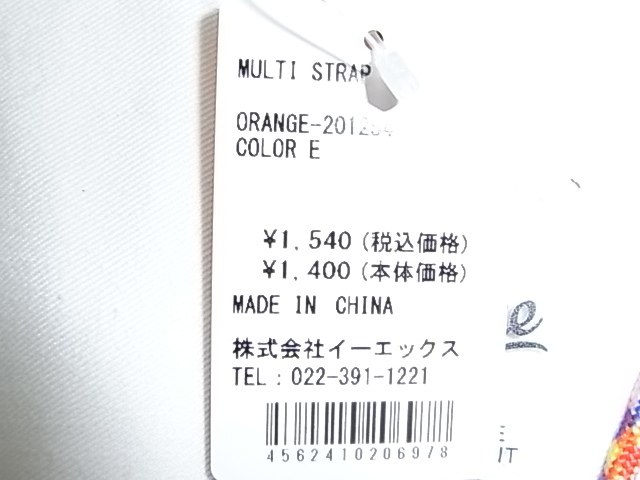 MULTI STRAP
COLOR E
¥1,540 (税込価格)
¥1,400 (本体価格)
MADE IN CHINA
株式会社イーエックス
TEL : 022-391-1221
4562410206978
e
E
IT